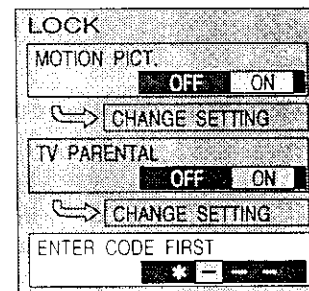 LOCK
MOTION PICT.
OFF ON
CHANGE SETTING
TV PARENTAL
OFF ON
CHANGE SETTING
ENTER CODE FIRST
* – – –